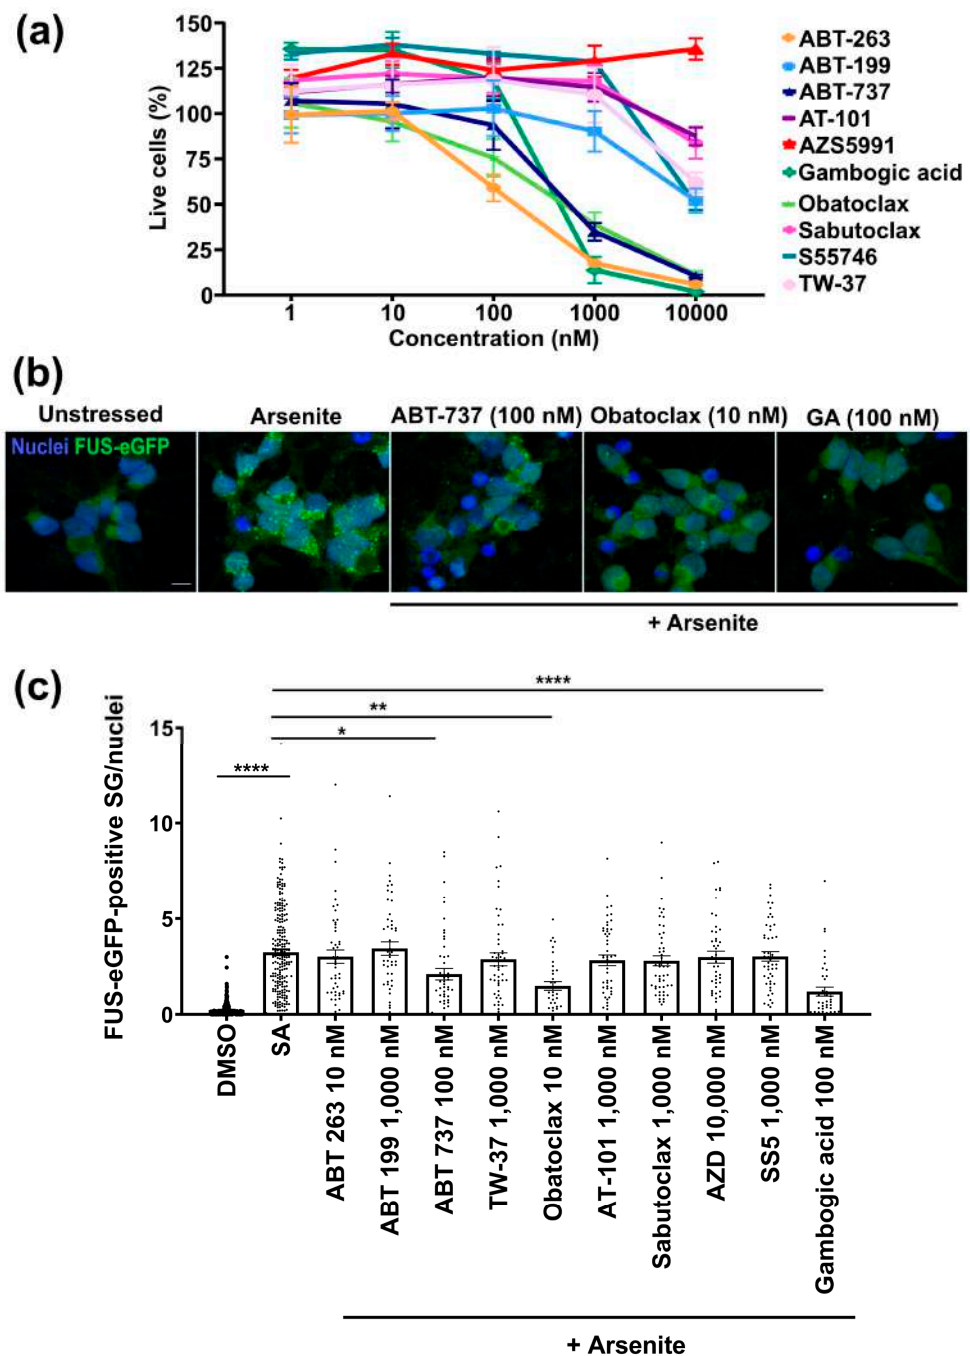 (a)
150
125
100
75
50
25
0
Live cells (%)
1 10 100 1000 10000
Concentration (nM)
ABT-263
ABT-199
ABT-737
AT-101
AZS5991
Gambogic acid
Obatoclax
Sabutoclax
S55746
TW-37
(b)
Unstressed Arsenite ABT-737 (100 nM) Obatoclax (10 nM) GA (100 nM)
Nuclei FUS-eGFP
+ Arsenite
(c)
FUS-eGFP-positive SG/nuclei
15
10
5
0
****
**
*
****
DMSO
SA
ABT 263 10 nM
ABT 199 1,000 nM
ABT 737 100 nM
TW-37 1,000 nM
Obatoclax 10 nM
AT-101 1,000 nM
Sabutoclax 1,000 nM
AZD 10,000 nM
SS5 1,000 nM
Gambogic acid 100 nM
+ Arsenite